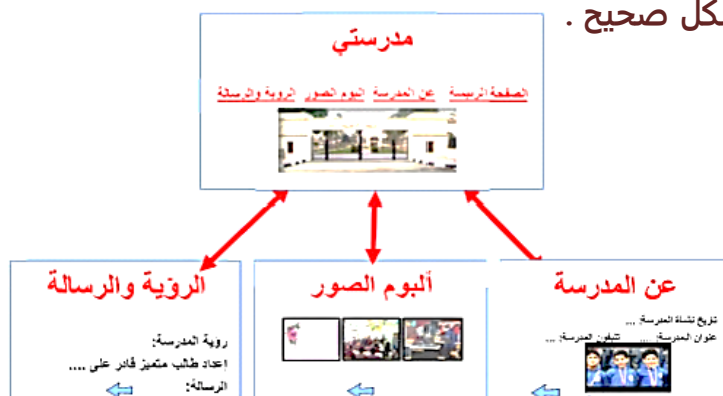 كل صحيح .
مدرستي
الصفحة الرئيسة عن المدرسة ألبوم الصور الرؤية والرسالة
عن المدرسة
تاريخ نشأة المدرسة: ...
عنوان المدرسة: ... تليفون المدرسة: ...
ألبوم الصور
الرؤية والرسالة
رؤية المدرسة:
إعداد طالب متميز قادر على ....
الرسالة: